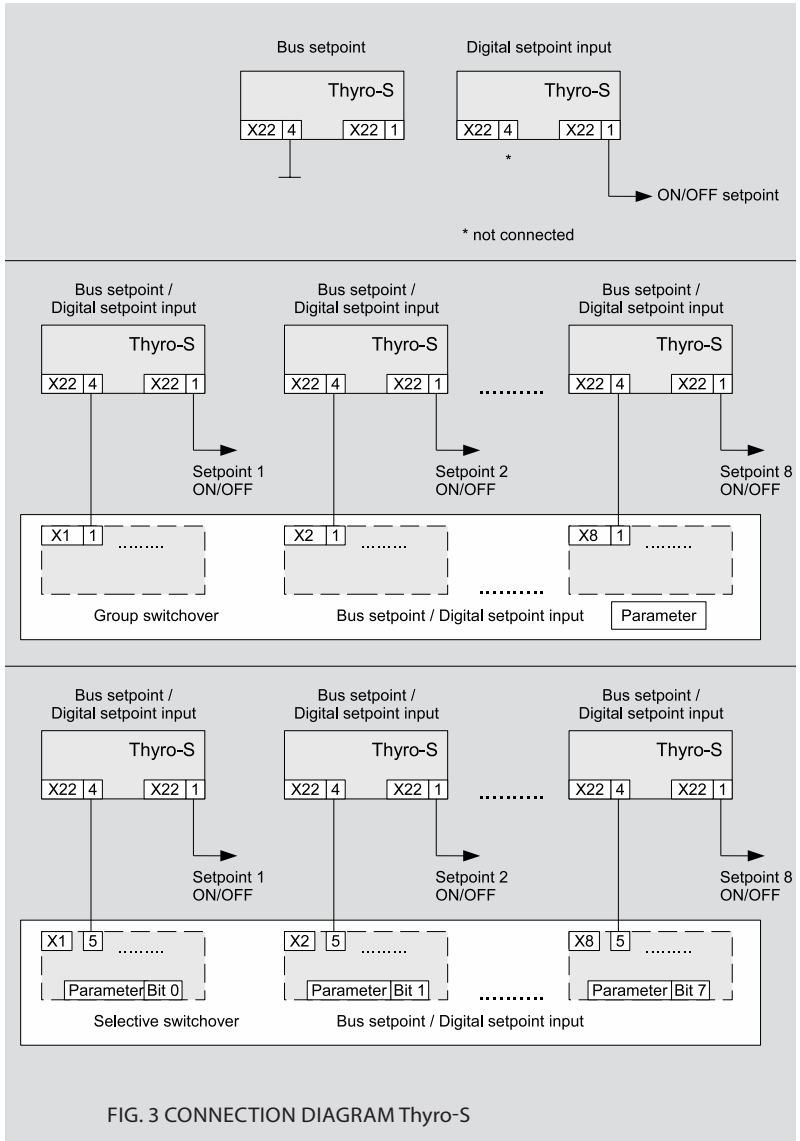 Bus setpoint Digital setpoint input
Thyro-S Thyro-S
X22 4 X22 1 X22 4 X22 1
*
ON/OFF setpoint
* not connected
Bus setpoint / Bus setpoint / Bus setpoint /
Digital setpoint input Digital setpoint input Digital setpoint input
Thyro-S Thyro-S Thyro-S
X22 4 X22 1 X22 4 X22 1 .......... X22 4 X22 1
Setpoint 1 Setpoint 2 Setpoint 8
ON/OFF ON/OFF ON/OFF
X1 1 ......... X2 1 ......... X8 1 .........
..........
Group switchover Bus setpoint / Digital setpoint input Parameter
Bus setpoint / Bus setpoint / Bus setpoint /
Digital setpoint input Digital setpoint input Digital setpoint input
Thyro-S Thyro-S Thyro-S
X22 4 X22 1 X22 4 X22 1 .......... X22 4 X22 1
Setpoint 1 Setpoint 2 Setpoint 8
ON/OFF ON/OFF ON/OFF
X1 5 ......... X2 5 ......... X8 5 .........
Parameter Bit 0 Parameter Bit 1 .......... Parameter Bit 7
Selective switchover Bus setpoint / Digital setpoint input
FIG. 3 CONNECTION DIAGRAM Thyro-S